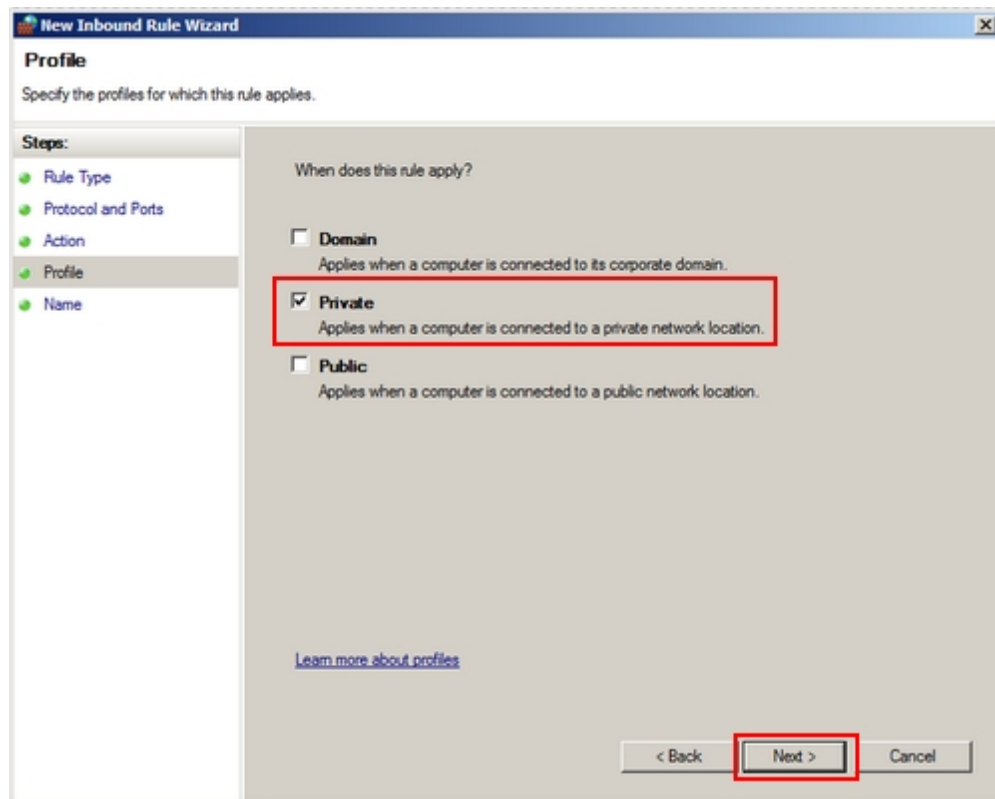 New Inbound Rule Wizard
Profile
Specify the profiles for which this rule applies.
Steps:
Rule Type
Protocol and Ports
Action
Profile
Name
When does this rule apply?
Domain
Applies when a computer is connected to its corporate domain.
Private
Applies when a computer is connected to a private network location.
Public
Applies when a computer is connected to a public network location.
Learn more about profiles
< Back
Next >
Cancel